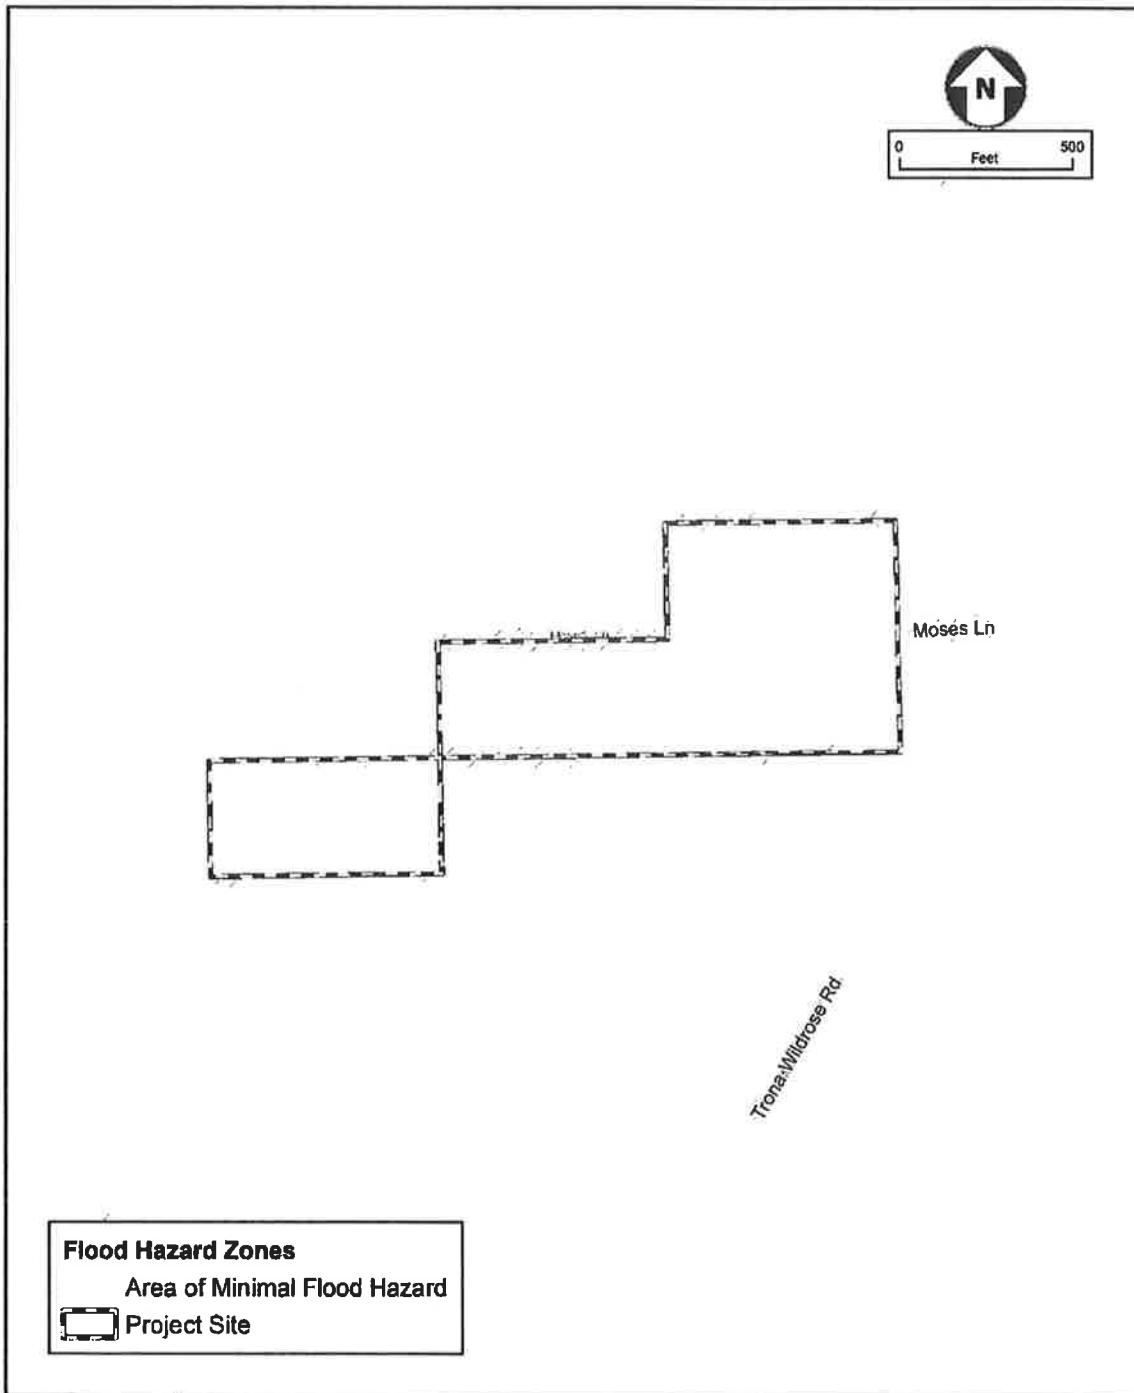 N
0 500
Feet
Moses Ln
Trona-Wildrose Rd
Flood Hazard Zones
Area of Minimal Flood Hazard
Project Site